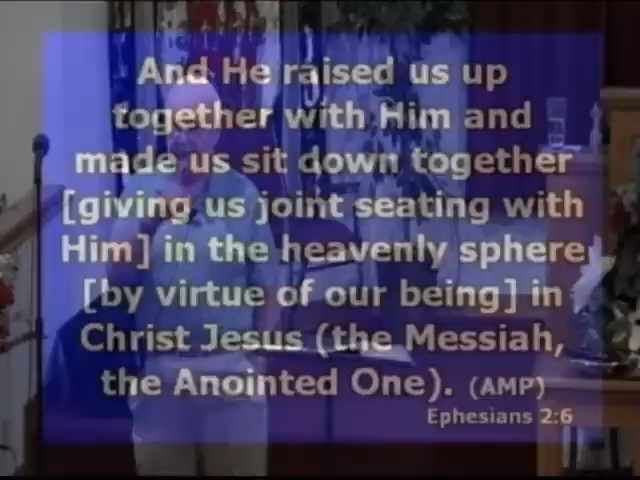 And He raised us up
together with Him and
made us sit down together
[giving us joint seating with
Him] in the heavenly sphere
[by virtue of our being] in
Christ Jesus (the Messiah,
the Anointed One). (AMP)
Ephesians 2:6